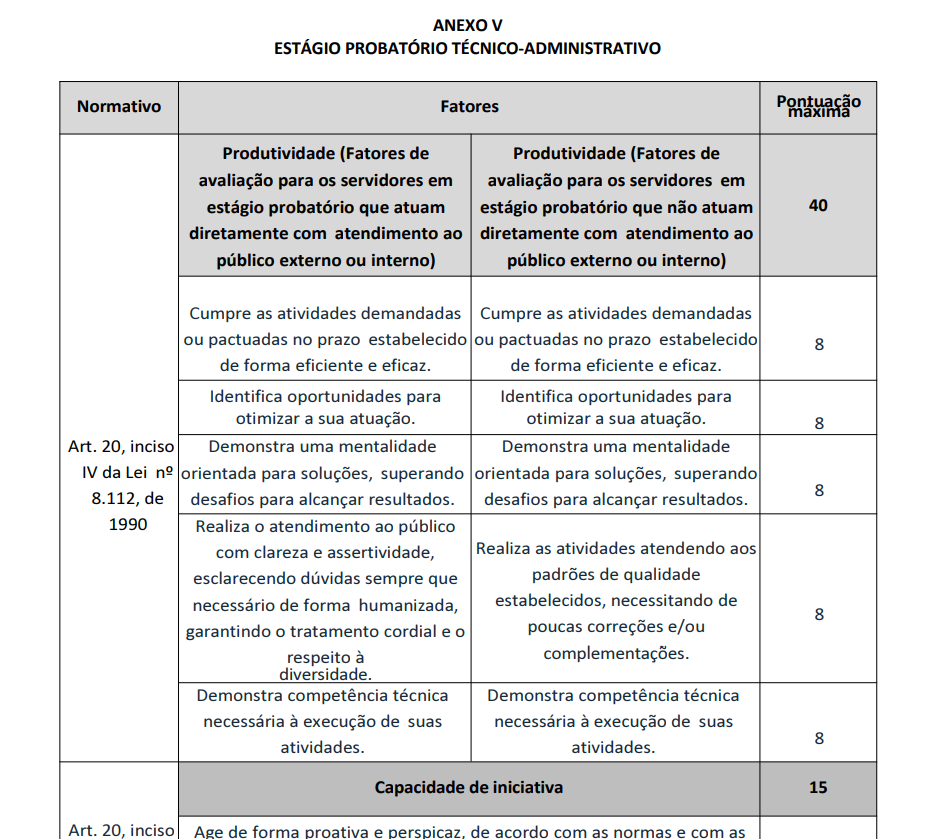 ANEXO V
ESTÁGIO PROBATÓRIO TÉCNICO-ADMINISTRATIVO
Normativo
Fatores
Pontuação
máxima
Art. 20, inciso
IV da Lei nº
8.112, de
1990
Produtividade (Fatores de
avaliação para os servidores em
estágio probatório que atuam
diretamente com atendimento ao
público externo ou interno)
Produtividade (Fatores de
avaliação para os servidores em
estágio probatório que não atuam
diretamente com atendimento ao
público externo ou interno)
40
Cumpre as atividades demandadas
ou pactuadas no prazo estabelecido
de forma eficiente e eficaz.
Cumpre as atividades demandadas
ou pactuadas no prazo estabelecido
de forma eficiente e eficaz.
8
Identifica oportunidades para
otimizar a sua atuação.
Identifica oportunidades para
otimizar a sua atuação.
8
Demonstra uma mentalidade
orientada para soluções, superando
desafios para alcançar resultados.
Demonstra uma mentalidade
orientada para soluções, superando
desafios para alcançar resultados.
8
Realiza o atendimento ao público
com clareza e assertividade,
esclarecendo dúvidas sempre que
necessário de forma humanizada,
garantindo o tratamento cordial e o
respeito à
diversidade.
Realiza as atividades atendendo aos
padrões de qualidade
estabelecidos, necessitando de
poucas correções e/ou
complementações.
8
Demonstra competência técnica
necessária à execução de suas
atividades.
Demonstra competência técnica
necessária à execução de suas
atividades.
8
Capacidade de iniciativa
15
Art. 20, inciso
Age de forma proativa e perspicaz, de acordo com as normas e com as